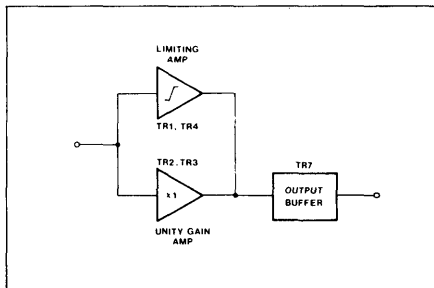 LIMITING
AMP
TR1, TR4
TR2, TR3
x1
UNITY GAIN
AMP
TR7
OUTPUT
BUFFER